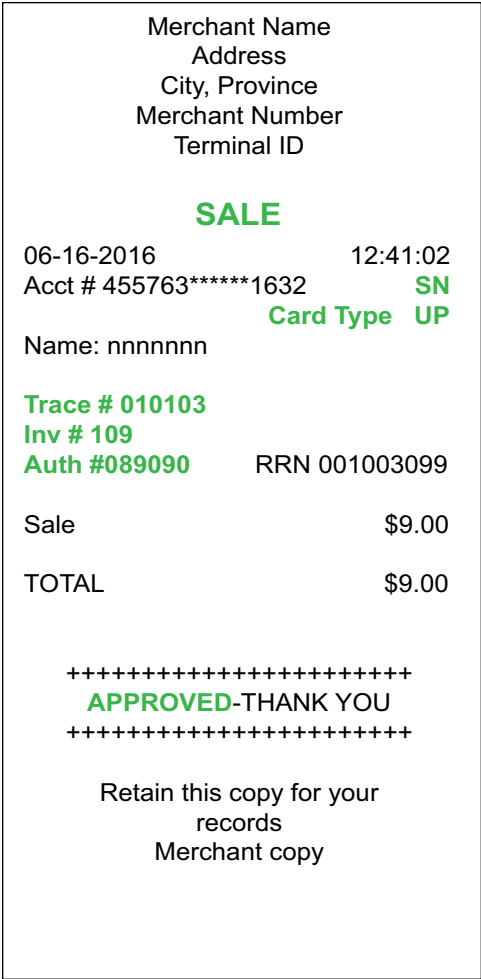 Merchant Name
Address
City, Province
Merchant Number
Terminal ID
SALE
06-16-2016 12:41:02
Acct # 455763******1632 SN
Card Type UP
Name: nnnnnnn
Trace # 010103
Inv # 109
Auth #089090 RRN 001003099
Sale $9.00
TOTAL $9.00
+++++++++++++++++++++++
APPROVED-THANK YOU
+++++++++++++++++++++++
Retain this copy for your
records
Merchant copy